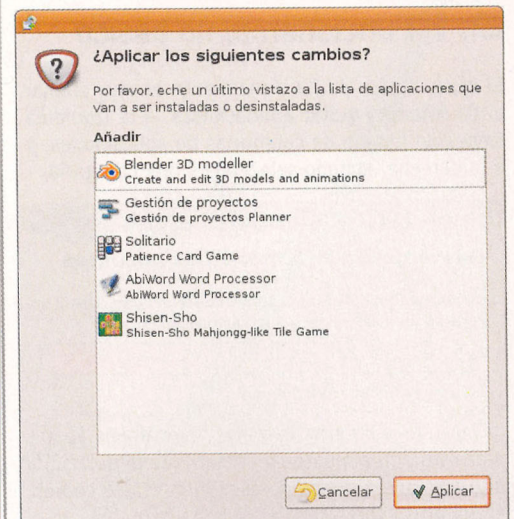 ¿Aplicar los siguientes cambios?
Por favor, eche un último vistazo a la lista de aplicaciones que
van a ser instaladas o desinstaladas.
Añadir
Blender 3D modeller
Create and edit 3D models and animations
Gestión de proyectos
Gestión de proyectos Planner
Solitario
Patience Card Game
AbiWord Word Processor
AbiWord Word Processor
Shisen-Sho
Shisen-Sho Mahjongg-like Tile Game
Cancelar
Aplicar